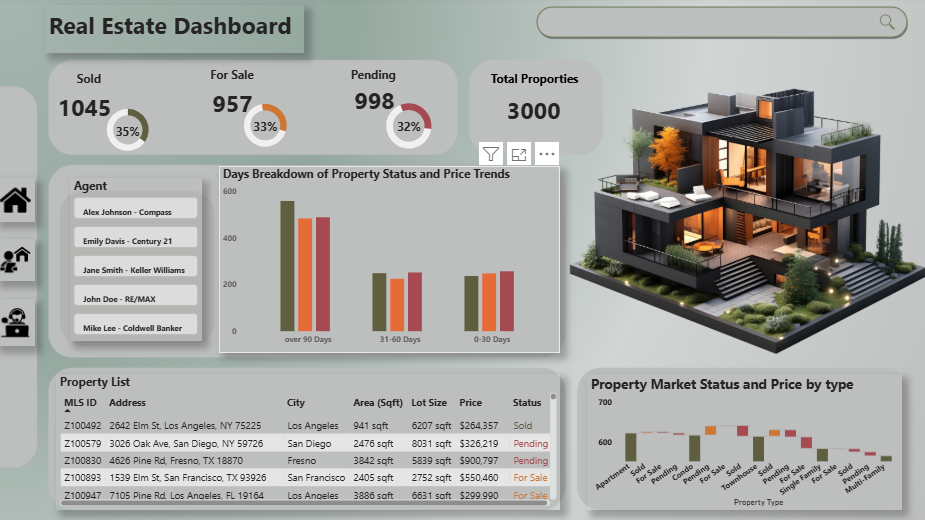 Real Estate Dashboard
Sold
For Sale
Pending
Total Proporties
1045
957
998
3000
35%
33%
32%
Agent
Alex Johnson - Compass
Emily Davis - Century 21
Jane Smith - Keller Williams
John Doe - RE/MAX
Mike Lee - Coldwell Banker
Days Breakdown of Property Status and Price Trends
600
400
200
0
over 90 Days
31-60 Days
0-30 Days
Property List
MLS ID Address City Area (Sqft) Lot Size Price Status
Z100492 2642 Elm St, Los Angeles, NY 75225 Los Angeles 941 sqft 6207 sqft $264,357 Sold
Z100579 3026 Oak Ave, San Diego, NY 59726 San Diego 2476 sqft 8031 sqft $326,219 Pending
Z100830 4626 Pine Rd, Fresno, TX 18870 Fresno 3842 sqft 5839 sqft $900,797 Pending
Z100893 1539 Elm St, San Francisco, TX 93926 San Francisco 2405 sqft 2752 sqft $550,460 For Sale
Z100947 7105 Pine Rd, Los Angeles, FL 19164 Los Angeles 3886 sqft 6631 sqft $299,990 For Sale
Property Market Status and Price by type
700
600
Apartment
Sold
For Sale
Pending
Condo
Pending
For Sale
Sold
Townhouse
Sold
Pending
For Sale
Single Family
For Sale
Sold
Pending
Multi-Family
Property Type